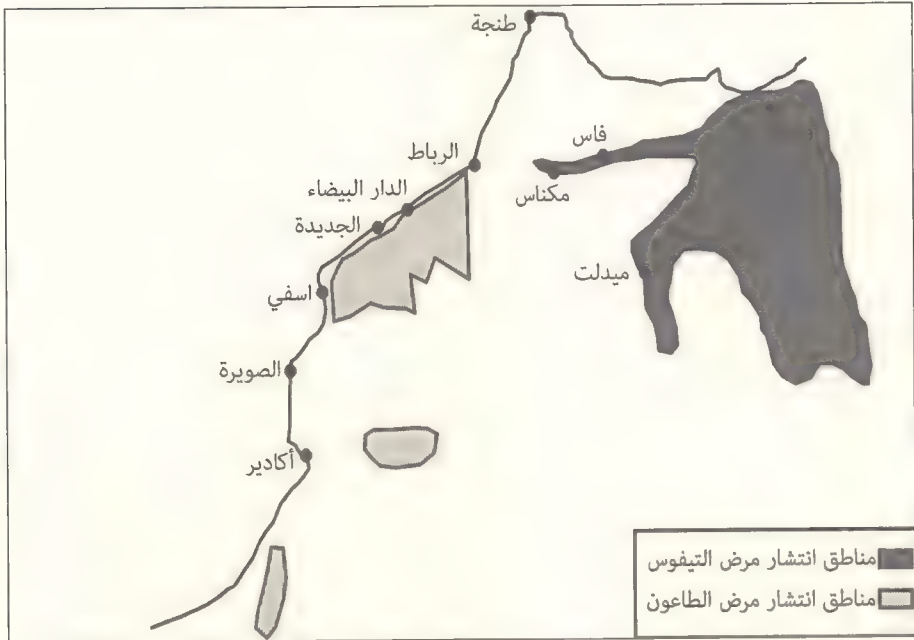 طنجة
فاس
الرباط
مكناس
الدار البيضاء
الجديدة
ميدلت
اسفي
الصويرة
أكادير
مناطق انتشار مرض التيفوس
مناطق انتشار مرض الطاعون